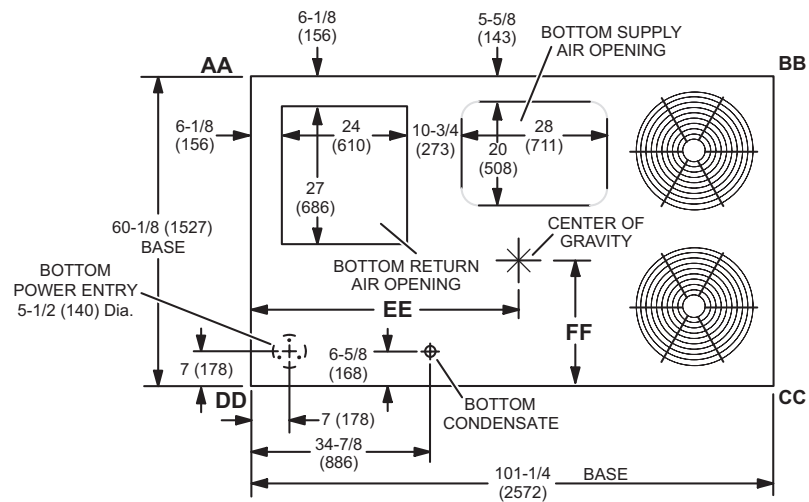 6-1/8
(156)
5-5/8
(143)
BOTTOM SUPPLY
AIR OPENING
AA
BB
6-1/8
(156)
24
(610)
10-3/4
(273)
28
(711)
20
(508)
27
(686)
60-1/8 (1527)
BASE
CENTER OF
GRAVITY
BOTTOM RETURN
AIR OPENING
BOTTOM
POWER ENTRY
5-1/2 (140) Dia.
EE
FF
7 (178)
6-5/8
(168)
DD
CC
7 (178)
BOTTOM
CONDENSATE
34-7/8
(886)
101-1/4
(2572)
BASE